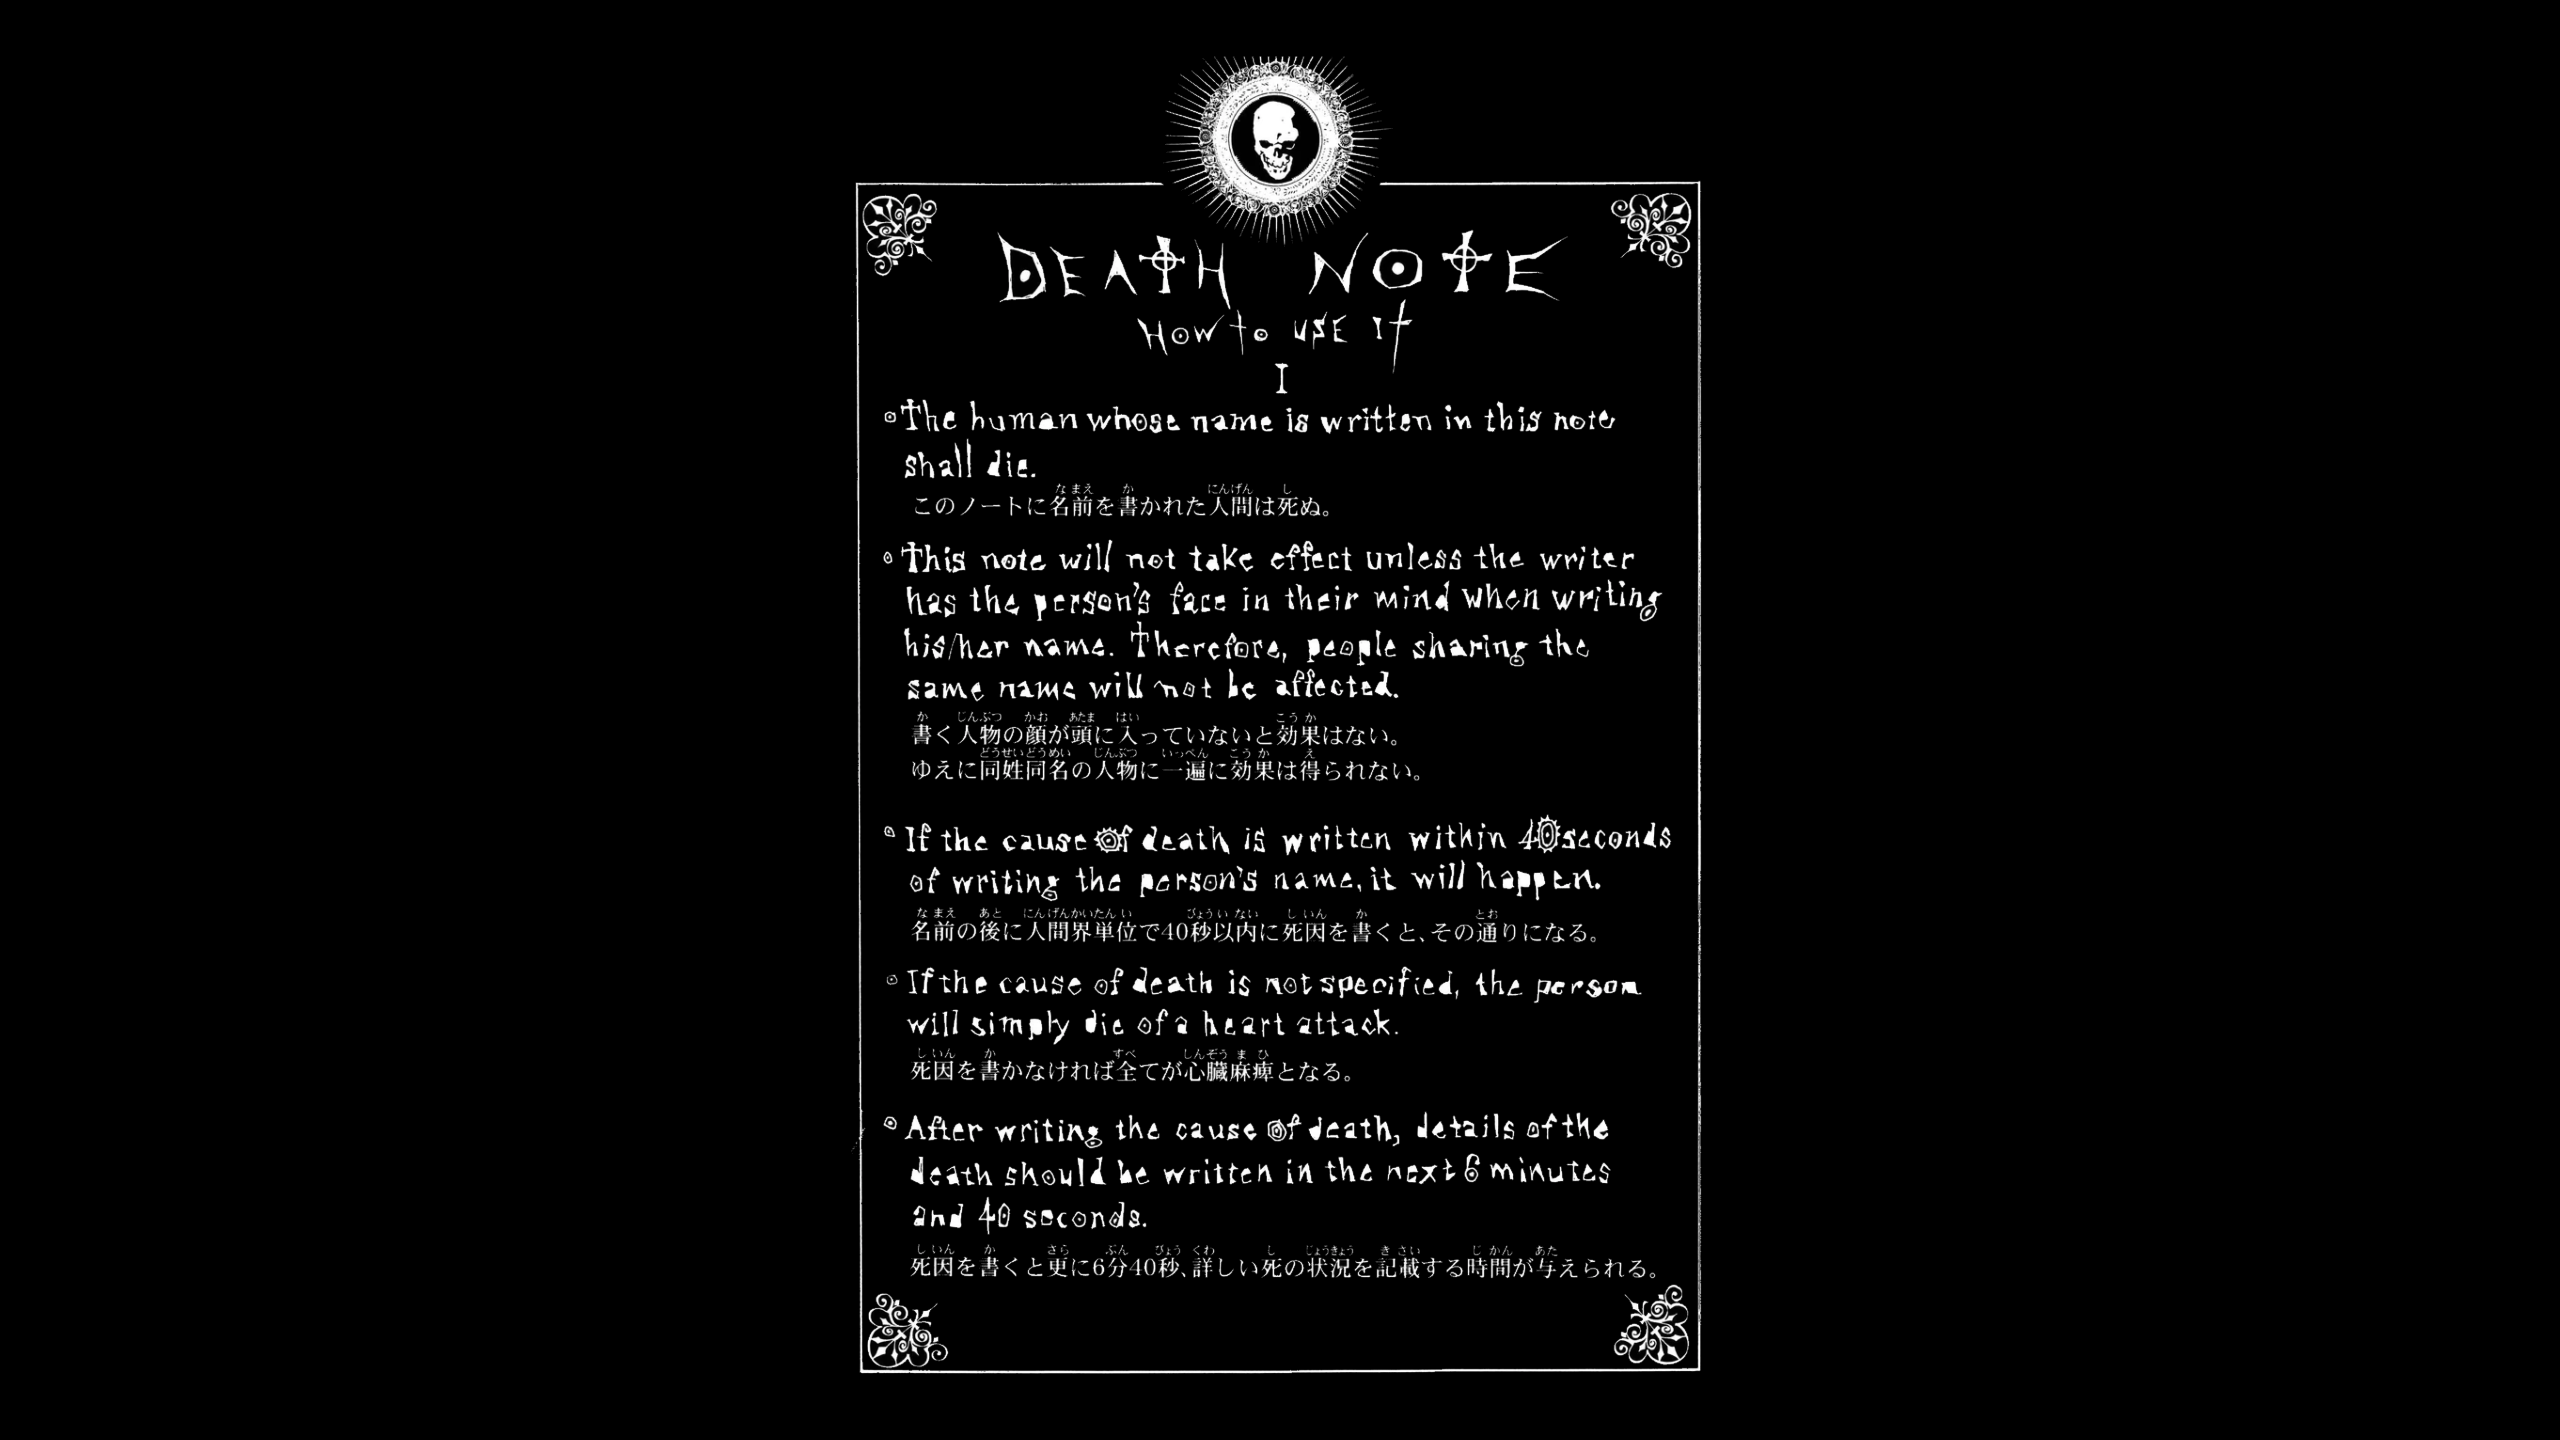 DEATH NOTE
How to use it
I
The human whose name is written in this note
shall die.
このノートに名前を書かれた人間は死ぬ。
This note will not take effect unless the writer
has the person's face in their mind when writing
his/her name. Therefore, people sharing the
same name will not be affected.
書く人物の顔が頭に入っていないと効果はない。
ゆえに同姓同名の人物に一遍に効果は得られない。
If the cause of death is written within 40 seconds
of writing the person's name, it will happen.
名前の後に人間界単位で40秒以内に死因を書くと、その通りになる。
If the cause of death is not specified, the person
will simply die of a heart attack.
死因を書かなければ全てが心臓麻痺となる。
After writing the cause of death, details of the
death should be written in the next 6 minutes
and 40 seconds.
死因を書くと更に6分40秒、詳しい死の状況を記載する時間が与えられる。